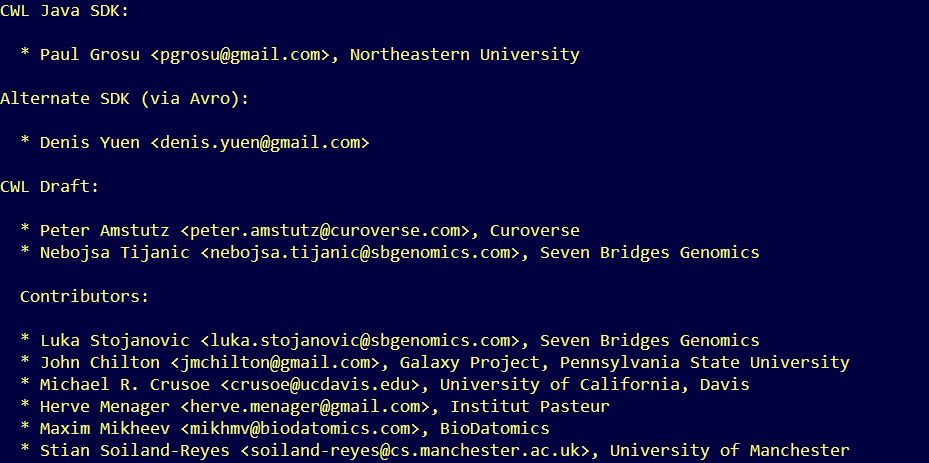 CWL Java SDK:
* Paul Grosu <pgrosu@gmail.com>, Northeastern University
Alternate SDK (via Avro):
* Denis Yuen <denis.yuen@gmail.com>
CWL Draft:
* Peter Amstutz <peter.amstutz@curoverse.com>, Curoverse
* Nebojsa Tijanic <nebojsa.tijanic@sbgenomics.com>, Seven Bridges Genomics
Contributors:
* Luka Stojanovic <luka.stojanovic@sbgenomics.com>, Seven Bridges Genomics
* John Chilton <jmchilton@gmail.com>, Galaxy Project, Pennsylvania State University
* Michael R. Crusoe <crusoe@ucdavis.edu>, University of California, Davis
* Herve Menager <herve.menager@gmail.com>, Institut Pasteur
* Maxim Mikheev <mikhmv@biodatomics.com>, BioDatomics
* Stian Soiland-Reyes <soiland-reyes@cs.manchester.ac.uk>, University of Manchester